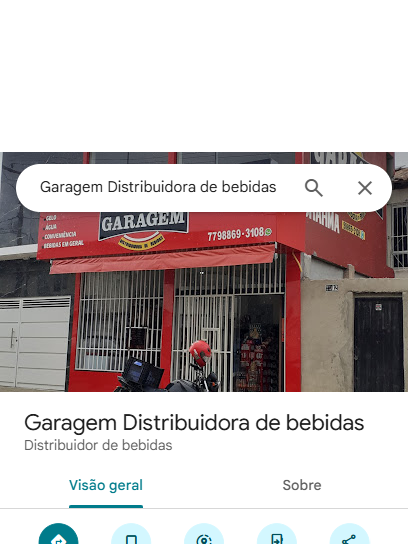 Garagem Distribuidora de bebidas
GELO
ÁGUA
CONVENIÊNCIA
BEBIDAS EM GERAL
GARAGEM
DISTRIBUIDORA DE BEBIDAS
7798869-3108
Garagem Distribuidora de bebidas
Distribuidor de bebidas
Visão geral
Sobre